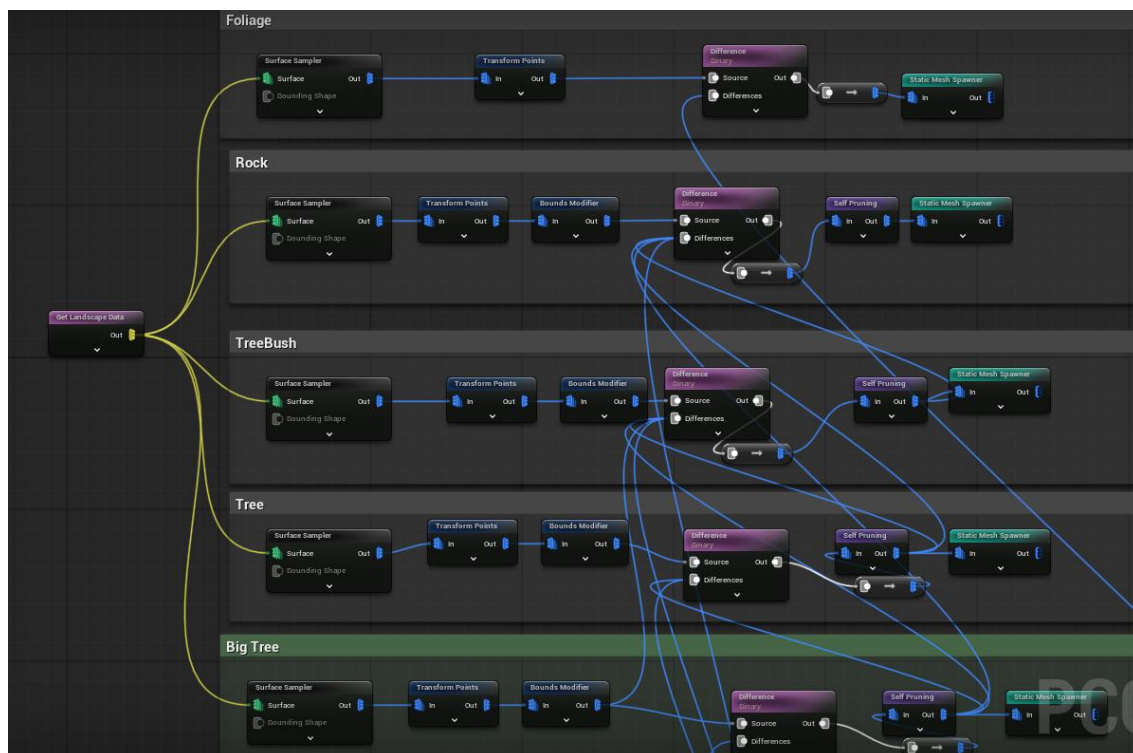 Foliage
Surface Sampler
Surface Out
Bounding Shape
Transform Points
In Out
Difference
Binary
Source Out
Differences
Static Mesh Spawner
In Out
Rock
Surface Sampler
Surface Out
Bounding Shape
Transform Points
In Out
Bounds Modifier
In Out
Difference
Binary
Source Out
Differences
Self Pruning
In Out
Static Mesh Spawner
In Out
Get Landscape Data
Out
TreeBush
Surface Sampler
Surface Out
Bounding Shape
Transform Points
In Out
Bounds Modifier
In Out
Difference
Binary
Source Out
Differences
Self Pruning
In Out
Static Mesh Spawner
In Out
Tree
Surface Sampler
Surface Out
Bounding Shape
Transform Points
In Out
Bounds Modifier
In Out
Difference
Binary
Source Out
Differences
Self Pruning
In Out
Static Mesh Spawner
In Out
Big Tree
Surface Sampler
Surface Out
Bounding Shape
Transform Points
In Out
Bounds Modifier
In Out
Difference
Binary
Source Out
Differences
Self Pruning
In Out
Static Mesh Spawner
In Out